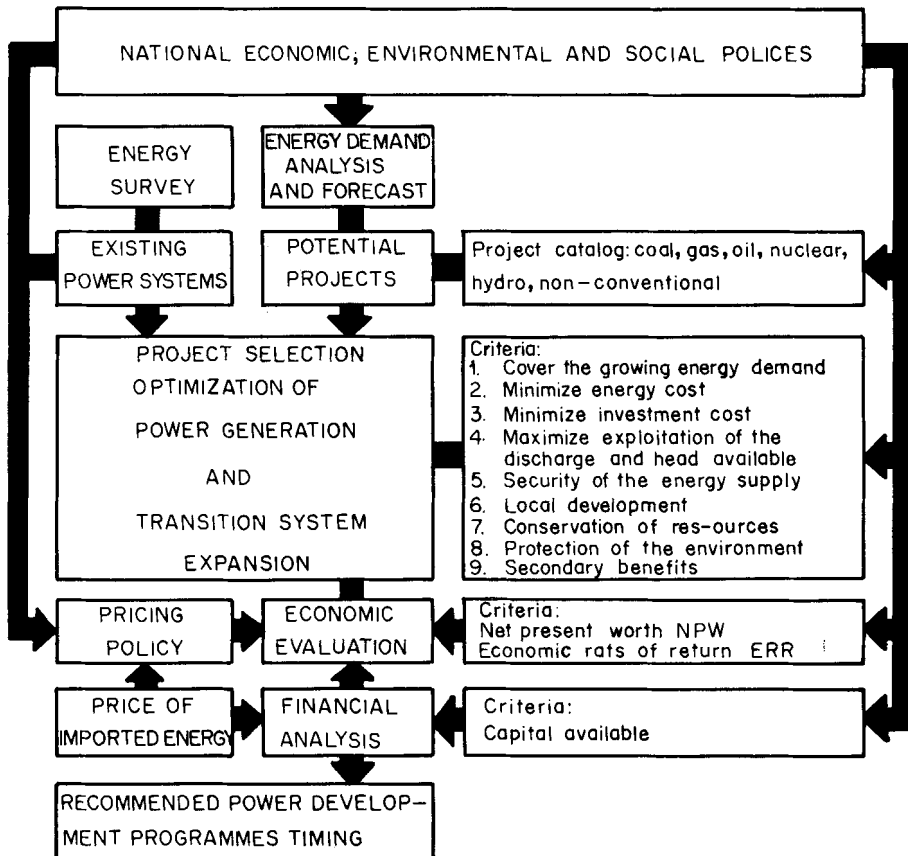 NATIONAL ECONOMIC, ENVIRONMENTAL AND SOCIAL POLICES
ENERGY
SURVEY
ENERGY DEMAND
ANALYSIS
AND FORECAST
EXISTING
POWER SYSTEMS
POTENTIAL
PROJECTS
Project catalog: coal, gas, oil, nuclear,
hydro, non-conventional
PROJECT SELECTION
OPTIMIZATION OF
POWER GENERATION
AND
TRANSITION SYSTEM
EXPANSION
Criteria:
1. Cover the growing energy demand
2. Minimize energy cost
3. Minimize investment cost
4. Maximize exploitation of the
discharge and head available
5. Security of the energy supply
6. Local development
7. Conservation of res-ources
8. Protection of the environment
9. Secondary benefits
PRICING
POLICY
ECONOMIC
EVALUATION
Criteria:
Net present worth NPW
Economic rats of return ERR
PRICE OF
IMPORTED ENERGY
FINANCIAL
ANALYSIS
Criteria:
Capital available
RECOMMENDED POWER DEVELOP-
MENT PROGRAMMES TIMING